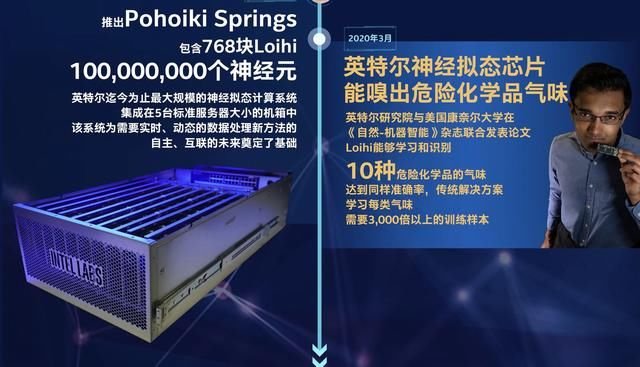 推出Pohoiki Springs
包含768块Loihi
100,000,000个神经元
英特尔迄今为止最大规模的神经拟态计算系统
集成在5台标准服务器大小的机箱中
该系统为需要实时、动态的数据处理新方法的
自主、互联的未来奠定了基础
INTEL LABS
2020年3月
英特尔神经拟态芯片
能嗅出危险化学品气味
英特尔研究院与美国康奈尔大学在
《自然-机器智能》杂志联合发表论文
Loihi能够学习和识别
10种危险化学品的气味
达到同样准确率，传统解决方案
学习每类气味
需要3,000倍以上的训练样本